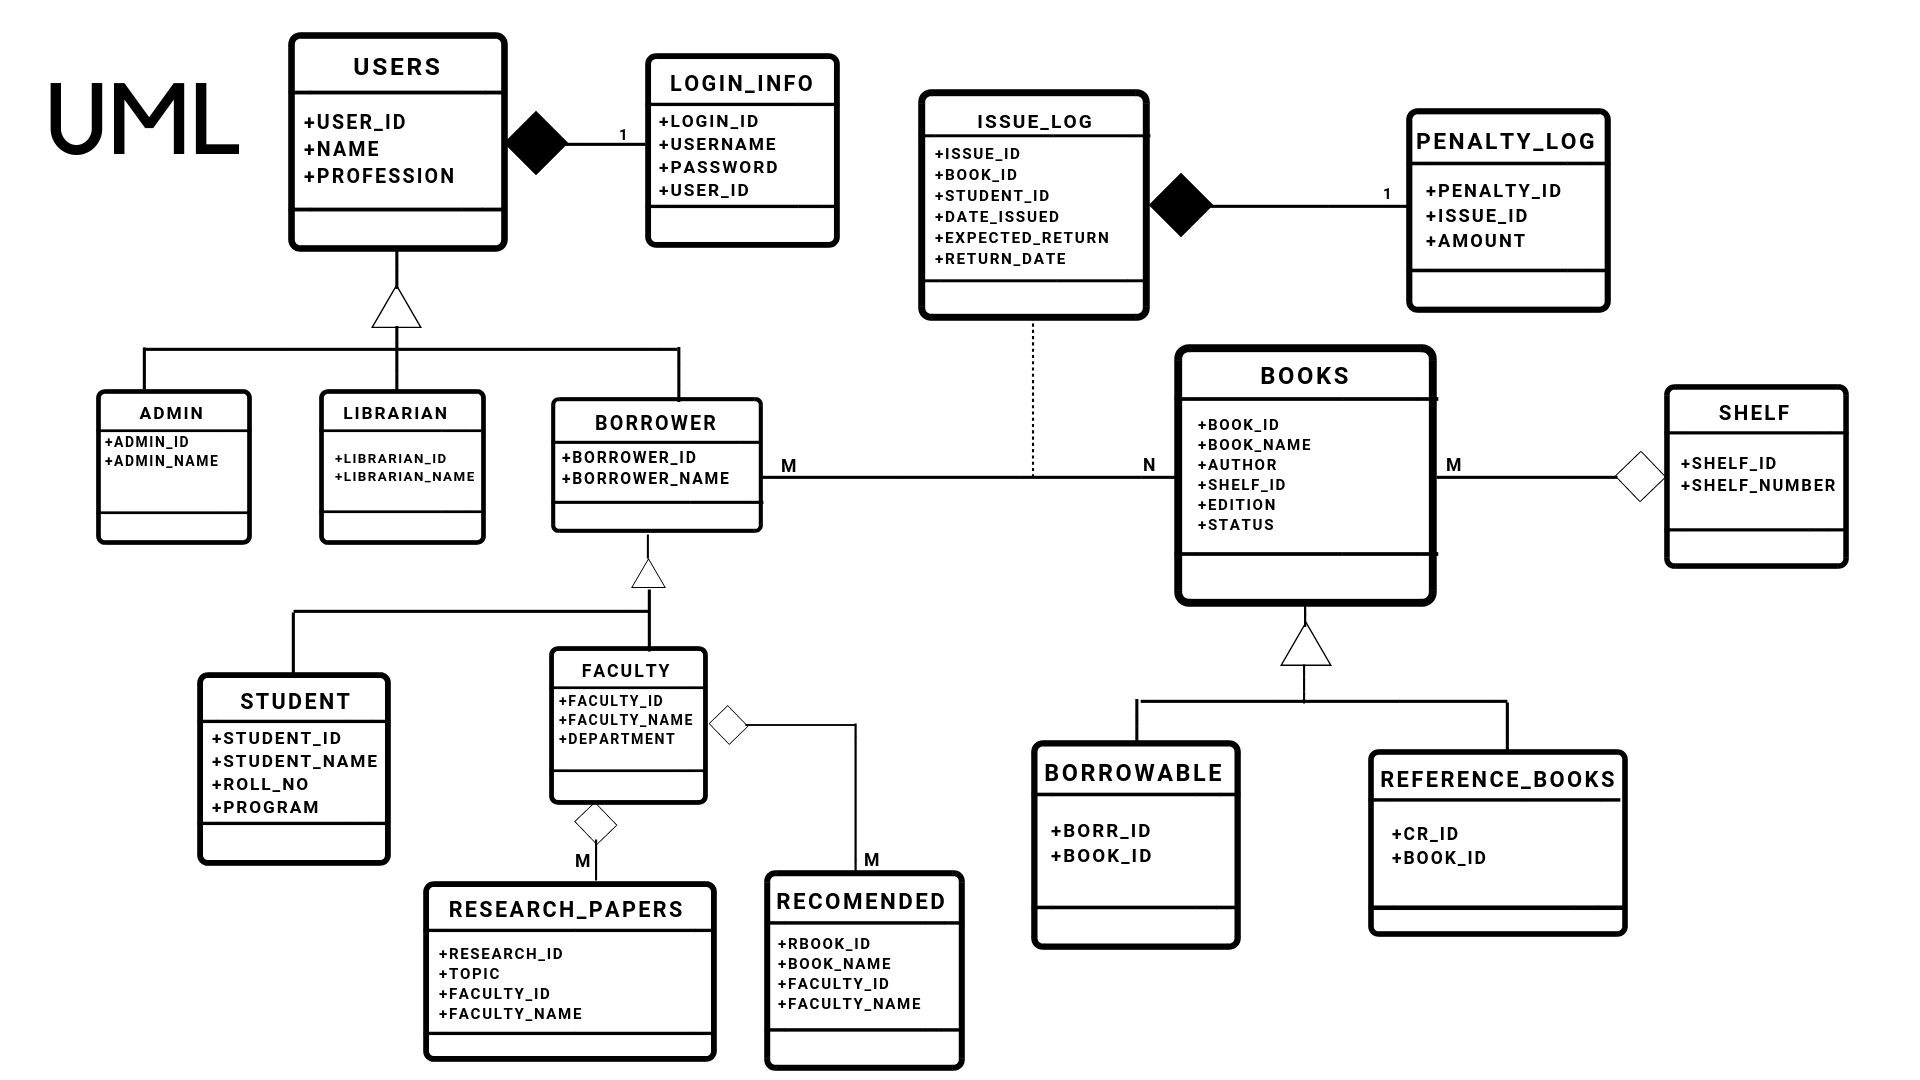 UML
USERS
+USER_ID
+NAME
+PROFESSION
1
LOGIN_INFO
+LOGIN_ID
+USERNAME
+PASSWORD
+USER_ID
ISSUE_LOG
+ISSUE_ID
+BOOK_ID
+STUDENT_ID
+DATE_ISSUED
+EXPECTED_RETURN
+RETURN_DATE
1
PENALTY_LOG
+PENALTY_ID
+ISSUE_ID
+AMOUNT
ADMIN
+ADMIN_ID
+ADMIN_NAME
LIBRARIAN
+LIBRARIAN_ID
+LIBRARIAN_NAME
BORROWER
+BORROWER_ID
+BORROWER_NAME
M
N
BOOKS
+BOOK_ID
+BOOK_NAME
+AUTHOR
+SHELF_ID
+EDITION
+STATUS
M
SHELF
+SHELF_ID
+SHELF_NUMBER
STUDENT
+STUDENT_ID
+STUDENT_NAME
+ROLL_NO
+PROGRAM
FACULTY
+FACULTY_ID
+FACULTY_NAME
+DEPARTMENT
M
M
RESEARCH_PAPERS
+RESEARCH_ID
+TOPIC
+FACULTY_ID
+FACULTY_NAME
RECOMENDED
+RBOOK_ID
+BOOK_NAME
+FACULTY_ID
+FACULTY_NAME
BORROWABLE
+BORR_ID
+BOOK_ID
REFERENCE_BOOKS
+CR_ID
+BOOK_ID